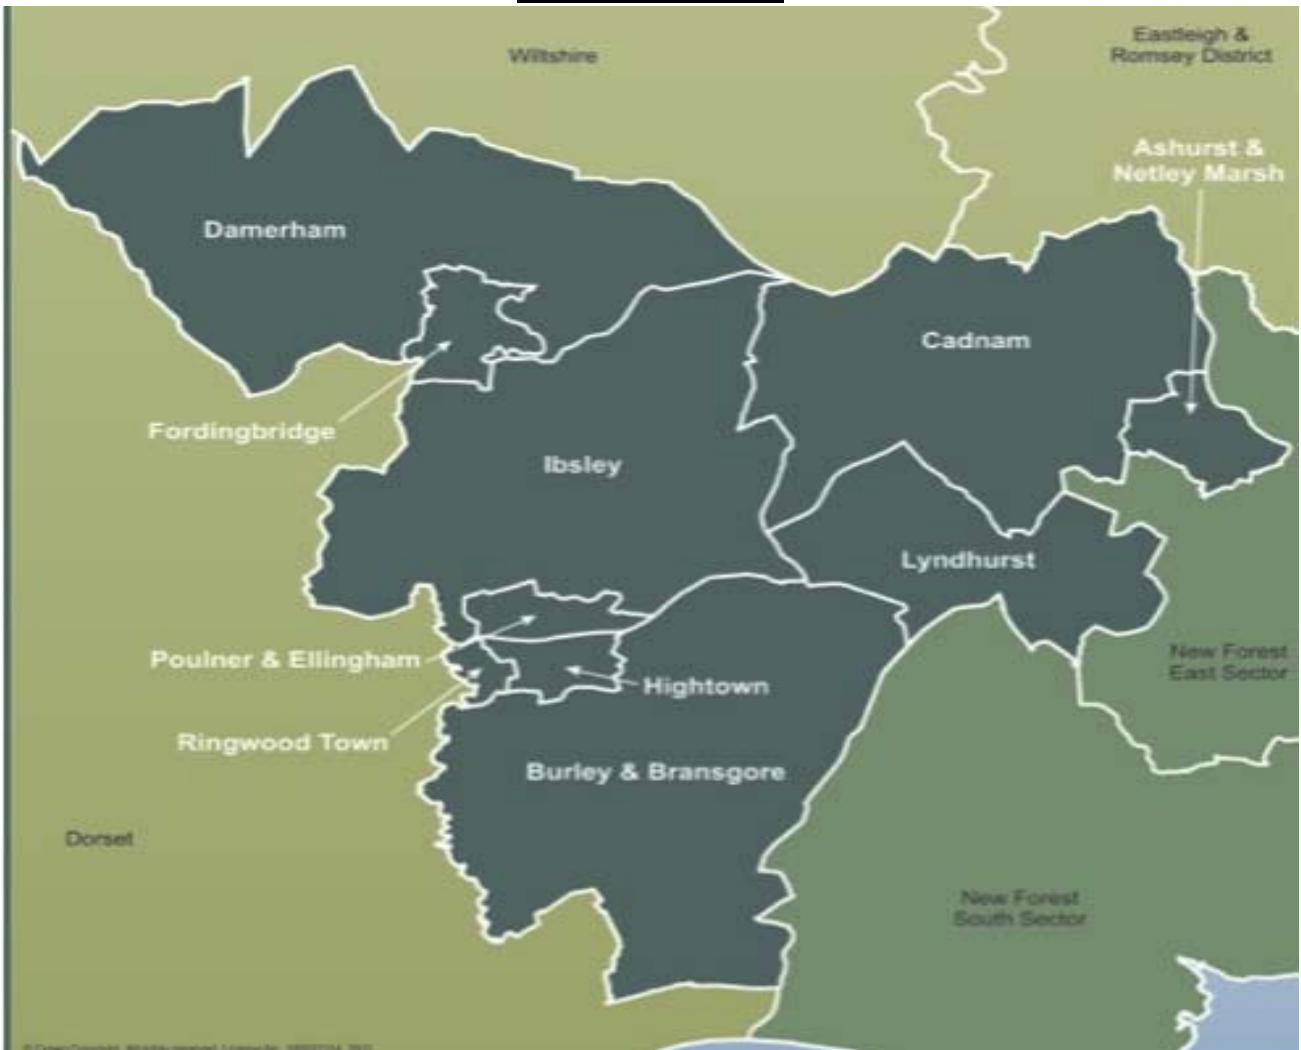 Wiltshire
Eastleigh &
Romsey District
Ashurst &
Netley Marsh
Damerham
Cadnam
Fordingbridge
Ibsley
Lyndhurst
Poulner & Ellingham
New Forest
East Sector
Hightown
Ringwood Town
Burley & Bransgore
Dorset
New Forest
South Sector